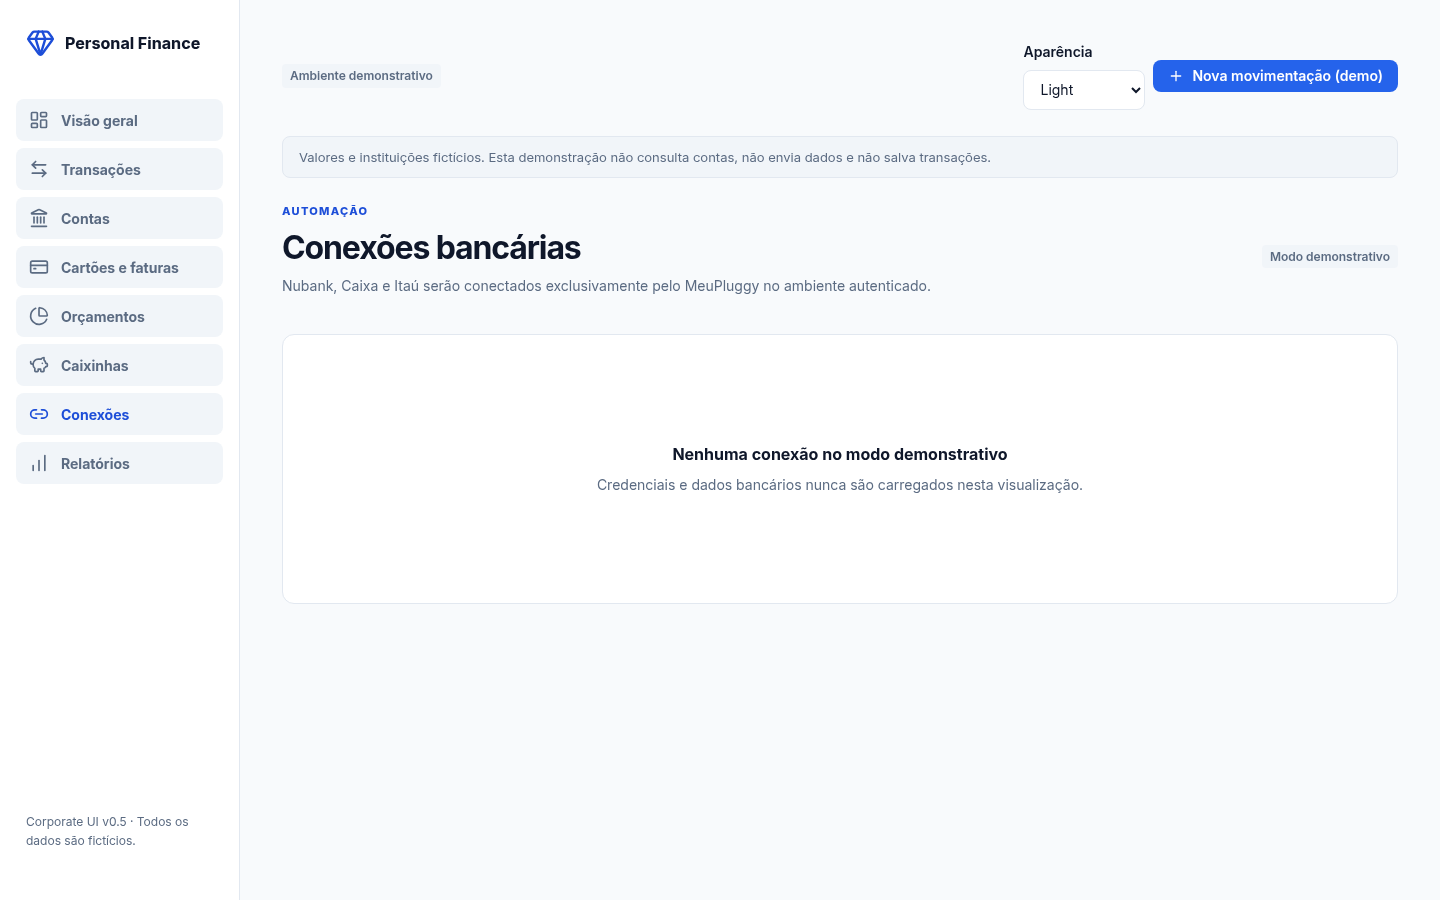 Personal Finance
Visão geral
Transações
Contas
Cartões e faturas
Orçamentos
Caixinhas
Conexões
Relatórios
Corporate UI v0.5 · Todos os
dados são fictícios.
Ambiente demonstrativo
Aparência
Light
Nova movimentação (demo)
Valores e instituições fictícios. Esta demonstração não consulta contas, não envia dados e não salva transações.
AUTOMAÇÃO
Conexões bancárias
Modo demonstrativo
Nubank, Caixa e Itaú serão conectados exclusivamente pelo MeuPluggy no ambiente autenticado.
Nenhuma conexão no modo demonstrativo
Credenciais e dados bancários nunca são carregados nesta visualização.